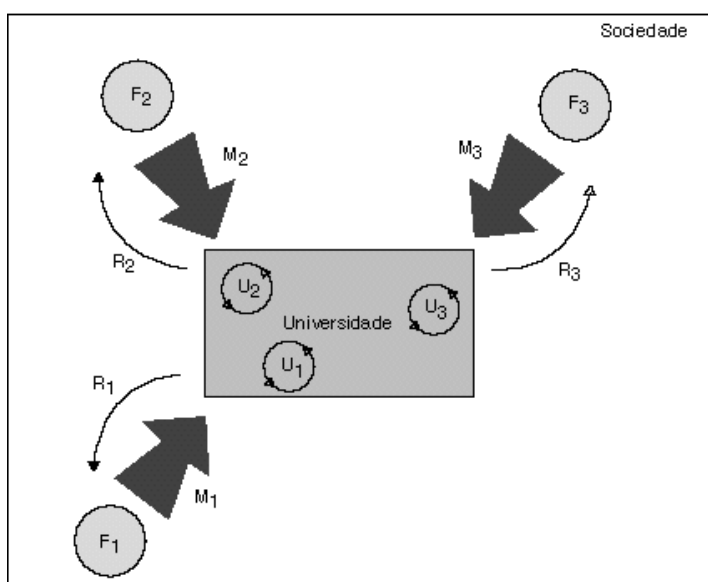 Sociedade
F2
F3
M2
M3
R2
R3
U2
U3
Universidade
U1
R1
M1
F1